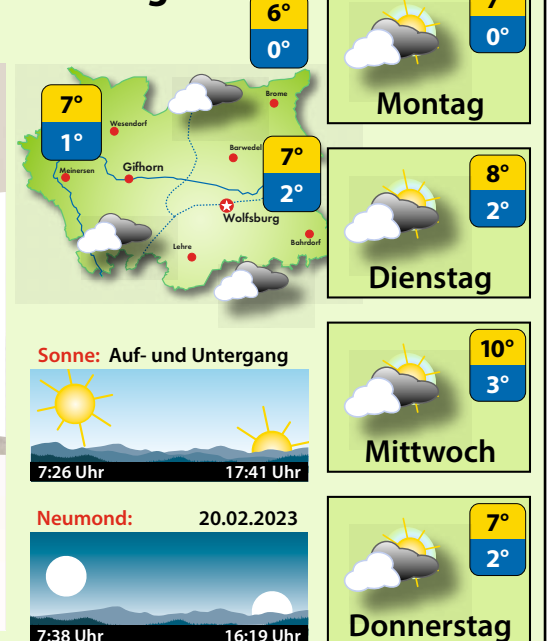 g
6°
0°
7°
1°
Wesendorf
Brome
Barwedel
Meinersen
Gifhorn
7°
2°
Wolfsburg
Lehre
Bahrdorf
Sonne: Auf- und Untergang
7:26 Uhr 17:41 Uhr
Neumond: 20.02.2023
7:38 Uhr 16:19 Uhr
7°
0°
Montag
8°
2°
Dienstag
10°
3°
Mittwoch
7°
2°
Donnerstag